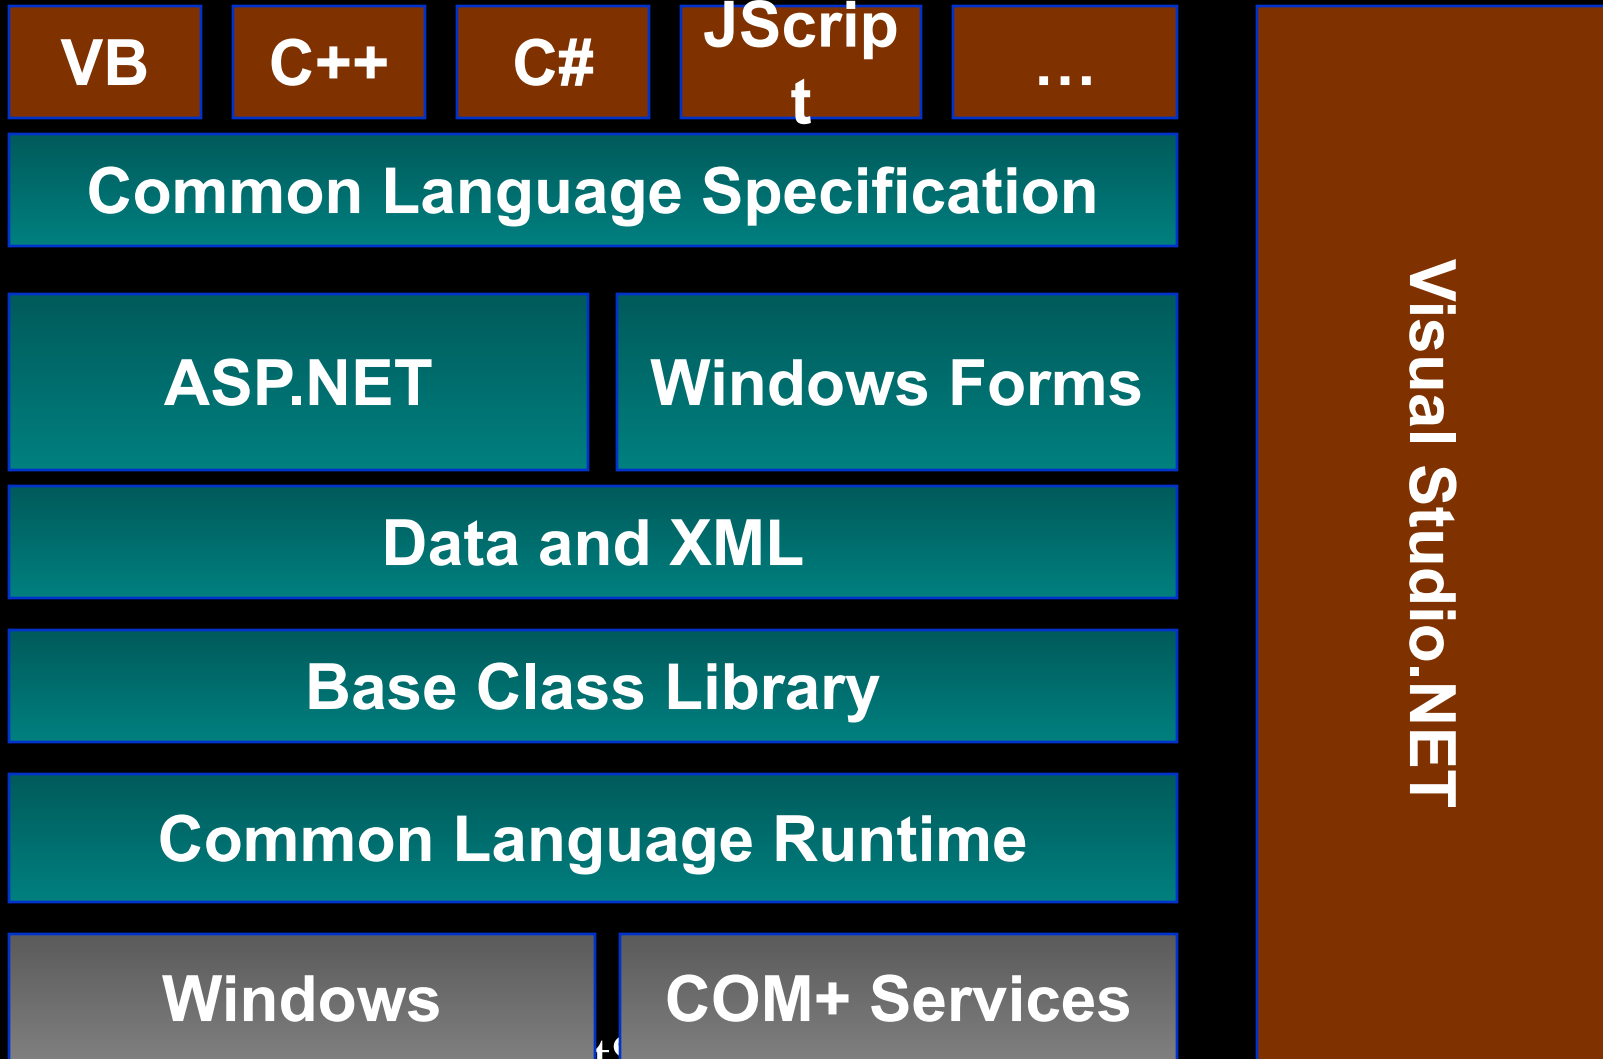 VB
C++
C#
JScrip
t
...
Common Language Specification
ASP.NET
Windows Forms
Data and XML
Base Class Library
Common Language Runtime
Windows
COM+ Services
Visual Studio.NET